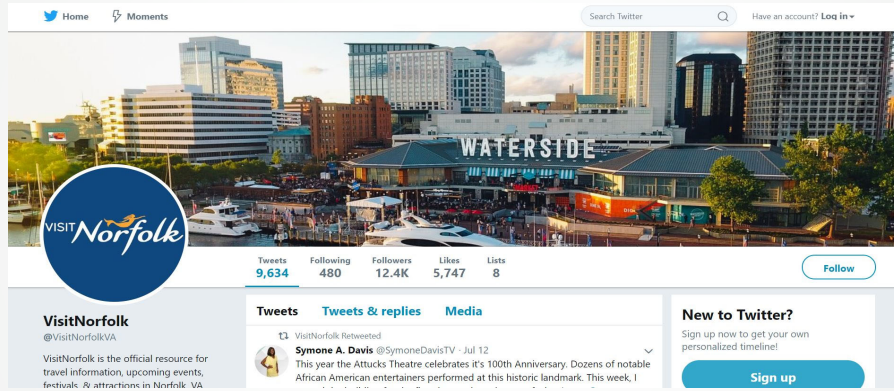 Home
Moments
Search Twitter
Have an account? Log in
WATERSIDE
VISIT Norfolk
Tweets
9,634
Following
480
Followers
12.4K
Likes
5,747
Lists
8
Follow
VisitNorfolk
@VisitNorfolkVA
VisitNorfolk is the official resource for
travel information, upcoming events,
festivals, & attractions in Norfolk, VA
Tweets
Tweets & replies
Media
VisitNorfolk Retweeted
Symone A. Davis @SymoneDavisTV · Jul 12
This year the Attucks Theatre celebrates it's 100th Anniversary. Dozens of notable
African American entertainers performed at this historic landmark. This week, I
New to Twitter?
Sign up now to get your own
personalized timeline!
Sign up